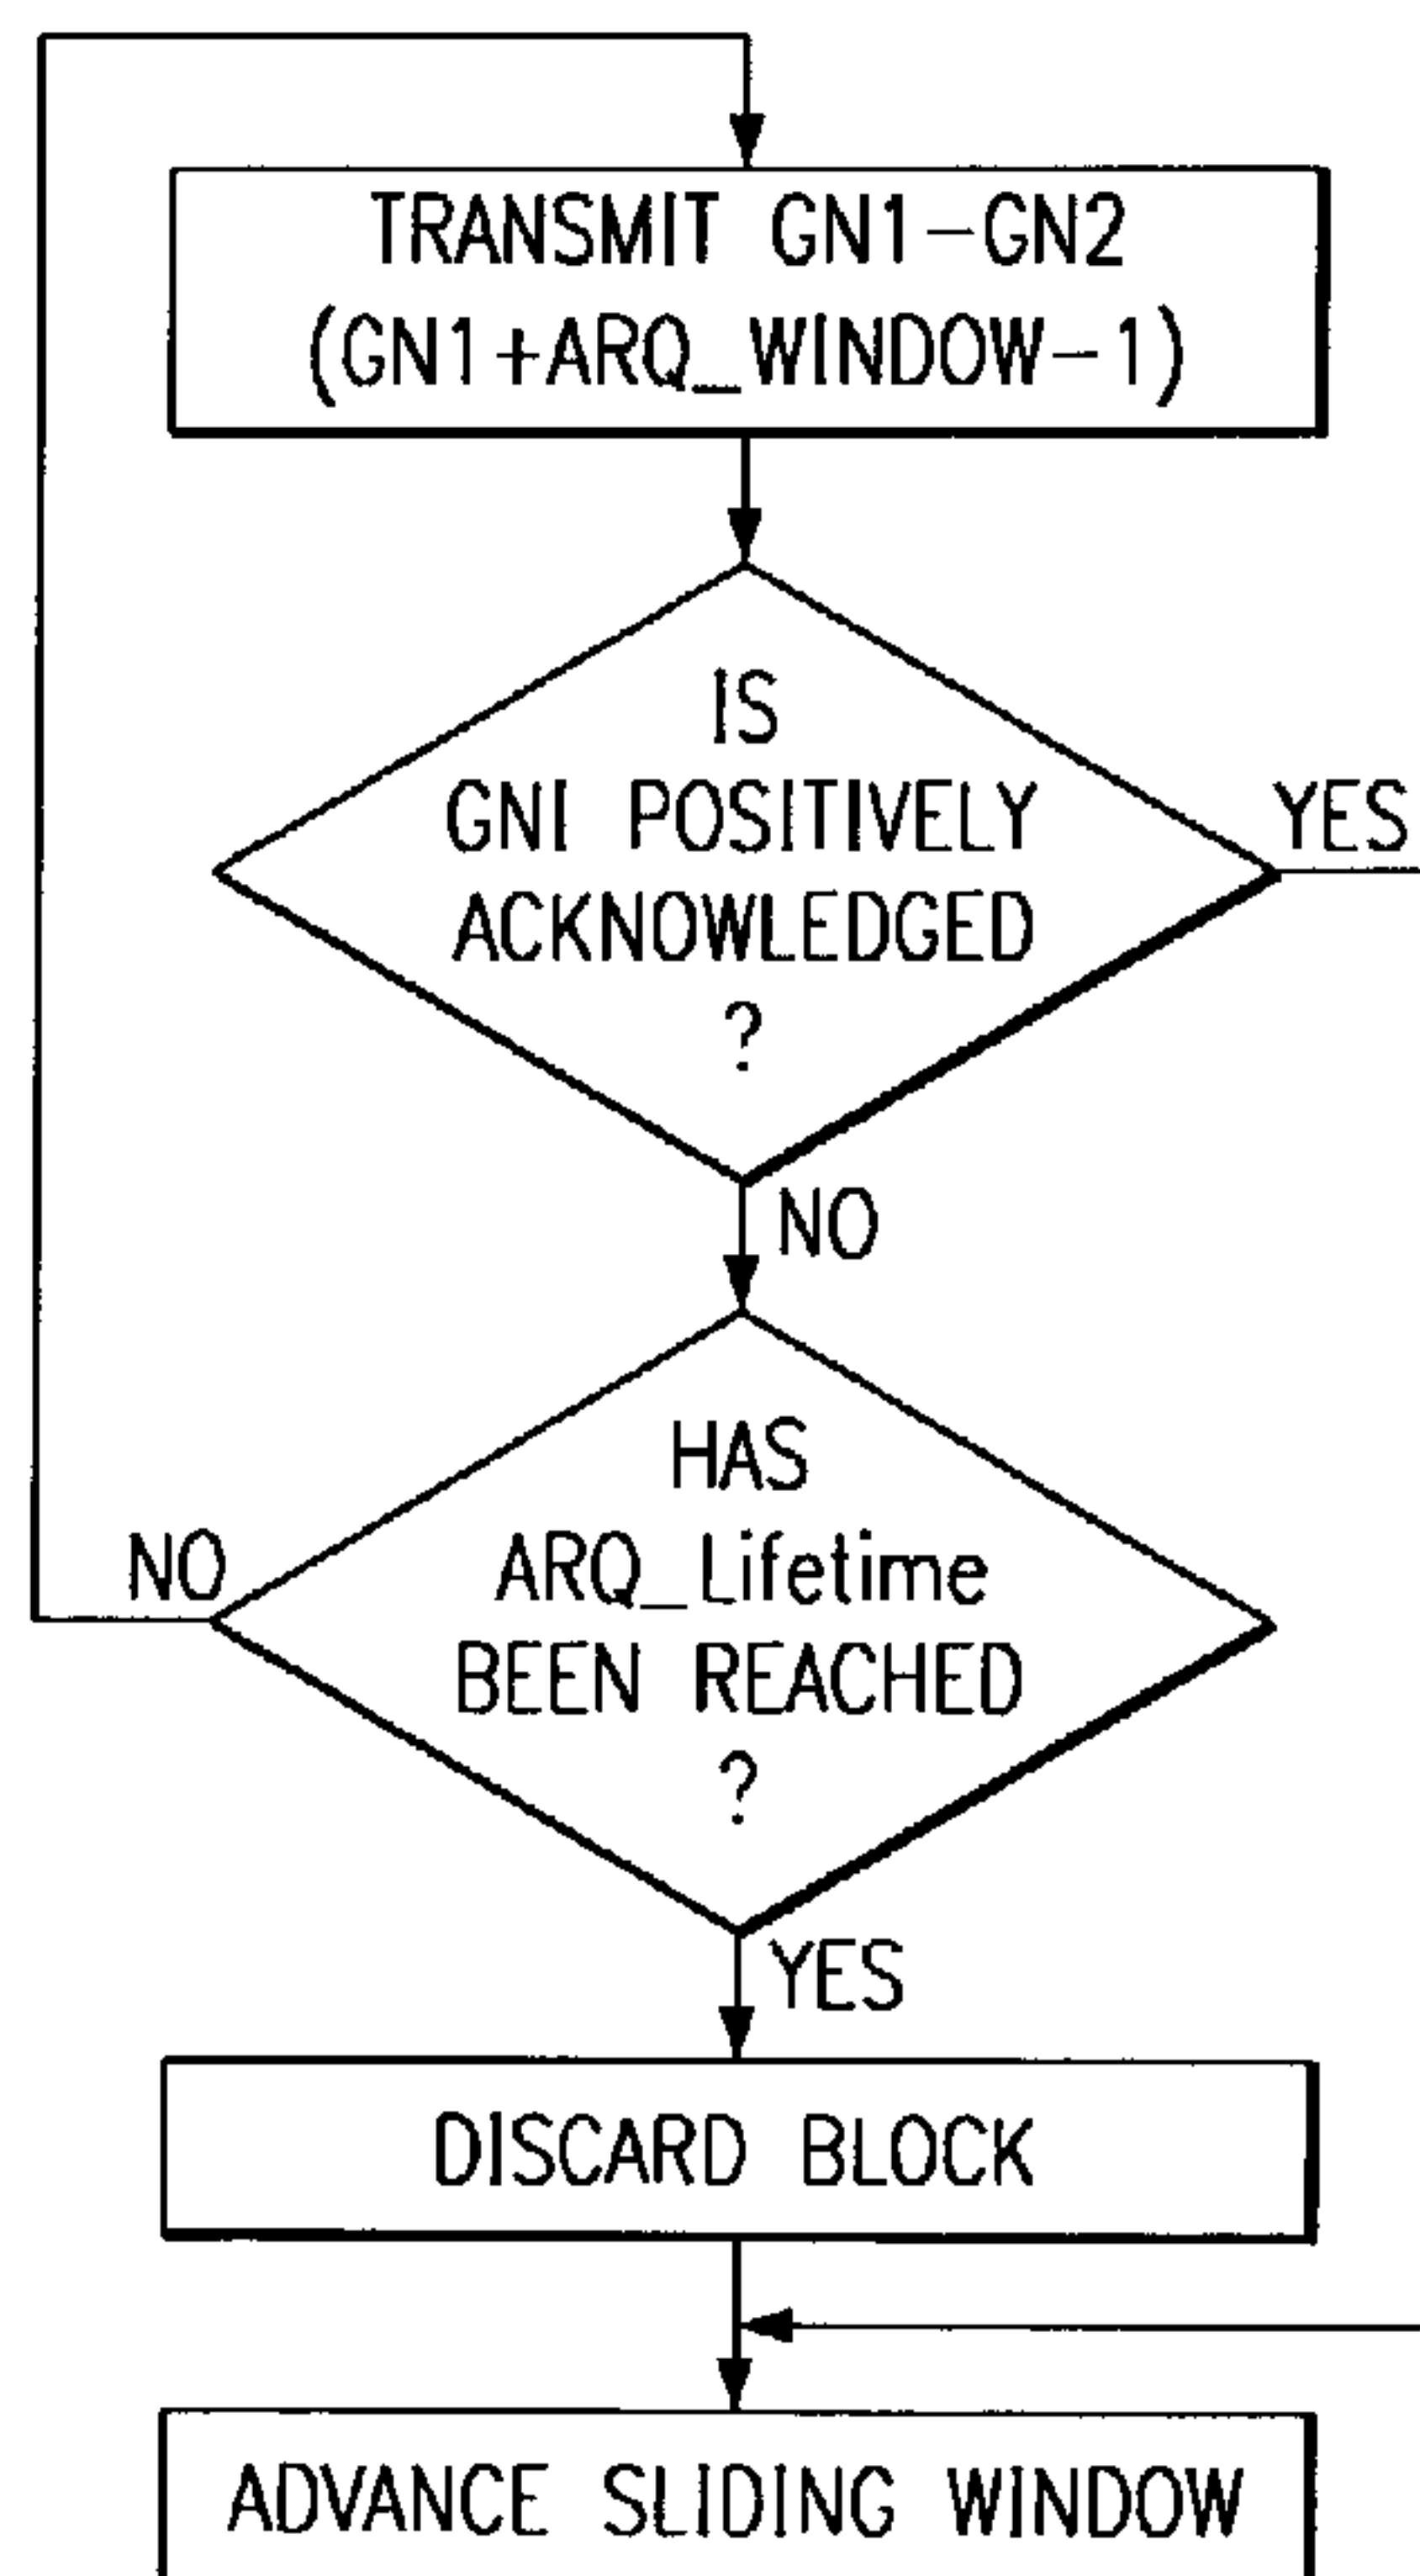 TRANSMIT GN1-GN2
(GN1+ARQ_WINDOW-1)
IS
GNI POSITIVELY
ACKNOWLEDGED
?
YES
NO
HAS
ARQ_Lifetime
BEEN REACHED
?
NO
YES
DISCARD BLOCK
ADVANCE SLIDING WINDOW